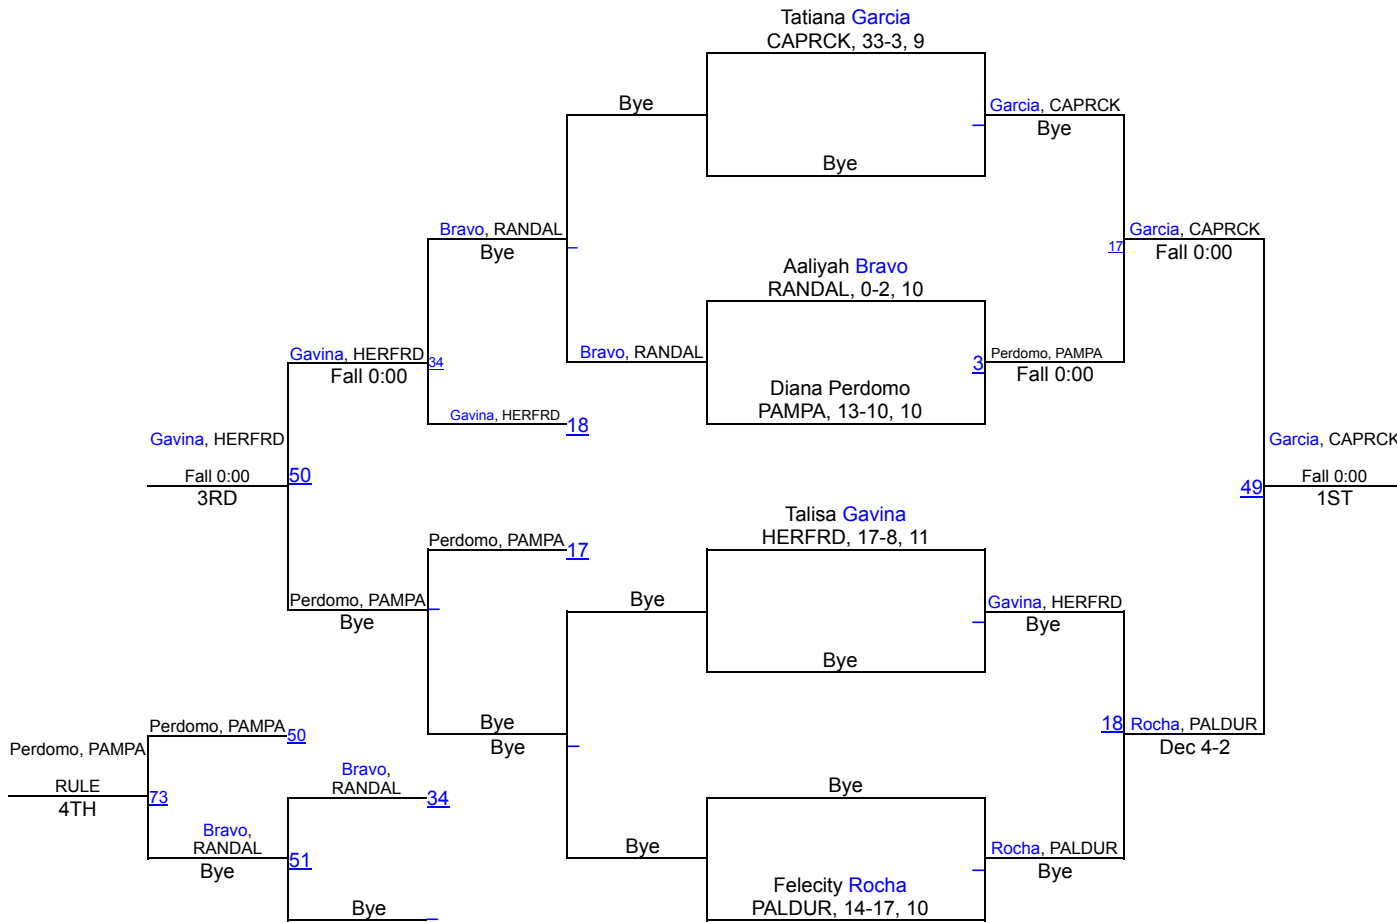 Tatiana Garcia
CAPRCK, 33-3, 9
Bye
Garcia, CAPRCK
Bye
Bye
Bravo, RANDAL
Bye
Garcia, CAPRCK
17
Fall 0:00
Aaliyah Bravo
RANDAL, 0-2, 10
Gavina, HERFRD
34
Fall 0:00
Bravo, RANDAL
3
Perdomo, PAMPA
Fall 0:00
Diana Perdomo
PAMPA, 13-10, 10
Gavina, HERFRD
18
Gavina, HERFRD
Fall 0:00
50
3RD
Garcia, CAPRCK
Fall 0:00
49
1ST
Talisa Gavina
HERFRD, 17-8, 11
Perdomo, PAMPA
17
Perdomo, PAMPA
Bye
Bye
Gavina, HERFRD
Bye
Bye
Bye
Bye
18
Rocha, PALDUR
Dec 4-2
Perdomo, PAMPA
50
Perdomo, PAMPA
RULE
73
4TH
Bravo,
RANDAL
34
Bye
Bravo,
RANDAL
51
Bye
Bye
Rocha, PALDUR
Bye
Felecity Rocha
PALDUR, 14-17, 10
Bye